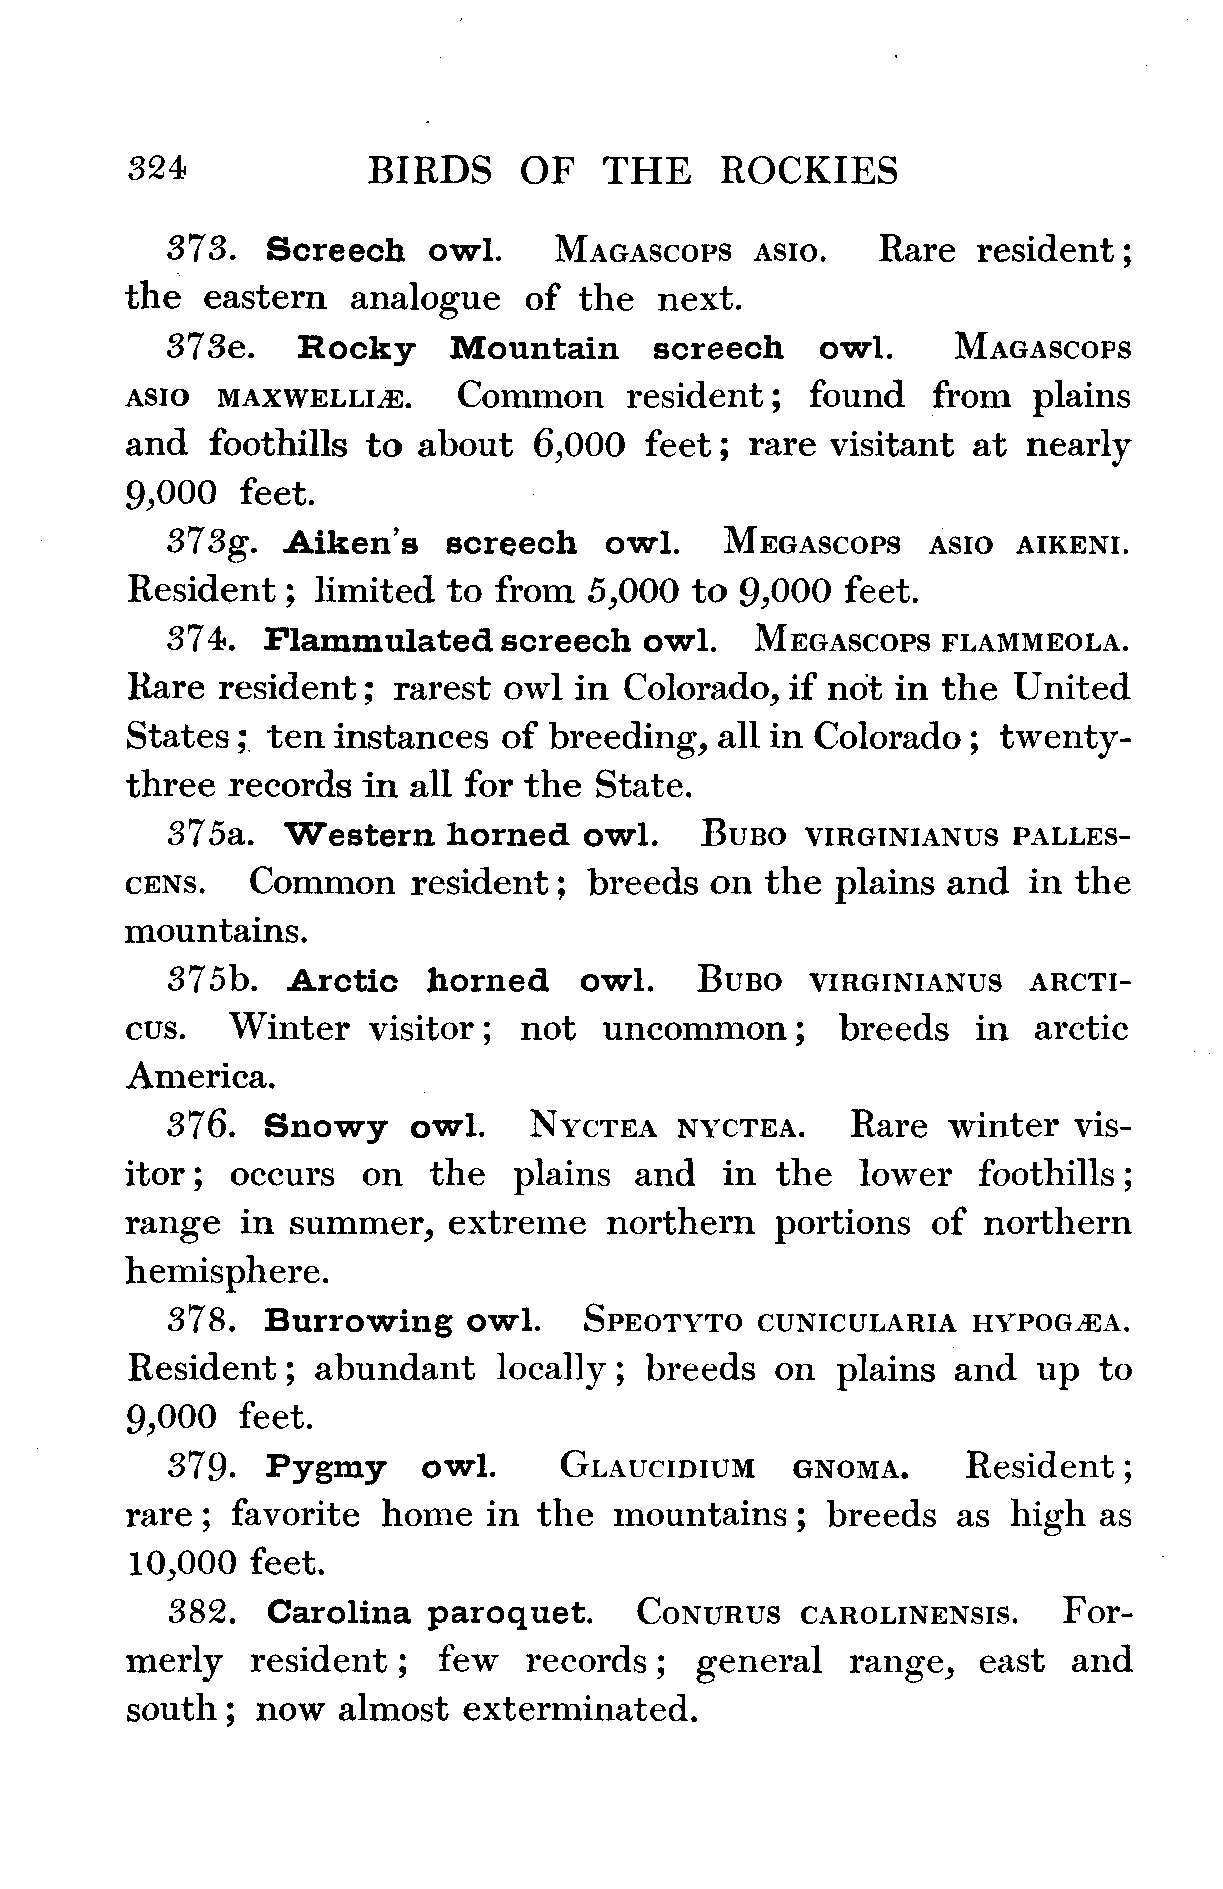 324 BIRDS OF THE ROCKIES
373. Screech owl. MAGASCOPS ASIO. Rare resident;
the eastern analogue of the next.
373e. Rocky Mountain screech owl. MAGASCOPS
ASIO MAXWELLIÆ. Common resident; found from plains
and foothills to about 6,000 feet; rare visitant at nearly
9,000 feet.
373g. Aiken's screech owl. MEGASCOPS ASIO AIKENI.
Resident; limited to from 5,000 to 9,000 feet.
374. Flammulated screech owl. MEGASCOPS FLAMMEOLA.
Rare resident; rarest owl in Colorado, if not in the United
States; ten instances of breeding, all in Colorado; twenty-
three records in all for the State.
375a. Western horned owl. BUBO VIRGINIANUS PALLES-
CENS. Common resident; breeds on the plains and in the
mountains.
375b. Arctic horned owl. BUBO VIRGINIANUS ARCTI-
CUS. Winter visitor; not uncommon; breeds in arctic
America.
376. Snowy owl. NYCTEA NYCTEA. Rare winter vis-
itor; occurs on the plains and in the lower foothills;
range in summer, extreme northern portions of northern
hemisphere.
378. Burrowing owl. SPEOTYTO CUNICULARIA HYPOGÆA.
Resident; abundant locally; breeds on plains and up to
9,000 feet.
379. Pygmy owl. GLAUCIDIUM GNOMA. Resident;
rare; favorite home in the mountains; breeds as high as
10,000 feet.
382. Carolina paroquet. CONURUS CAROLINENSIS. For-
merly resident; few records; general range, east and
south; now almost exterminated.